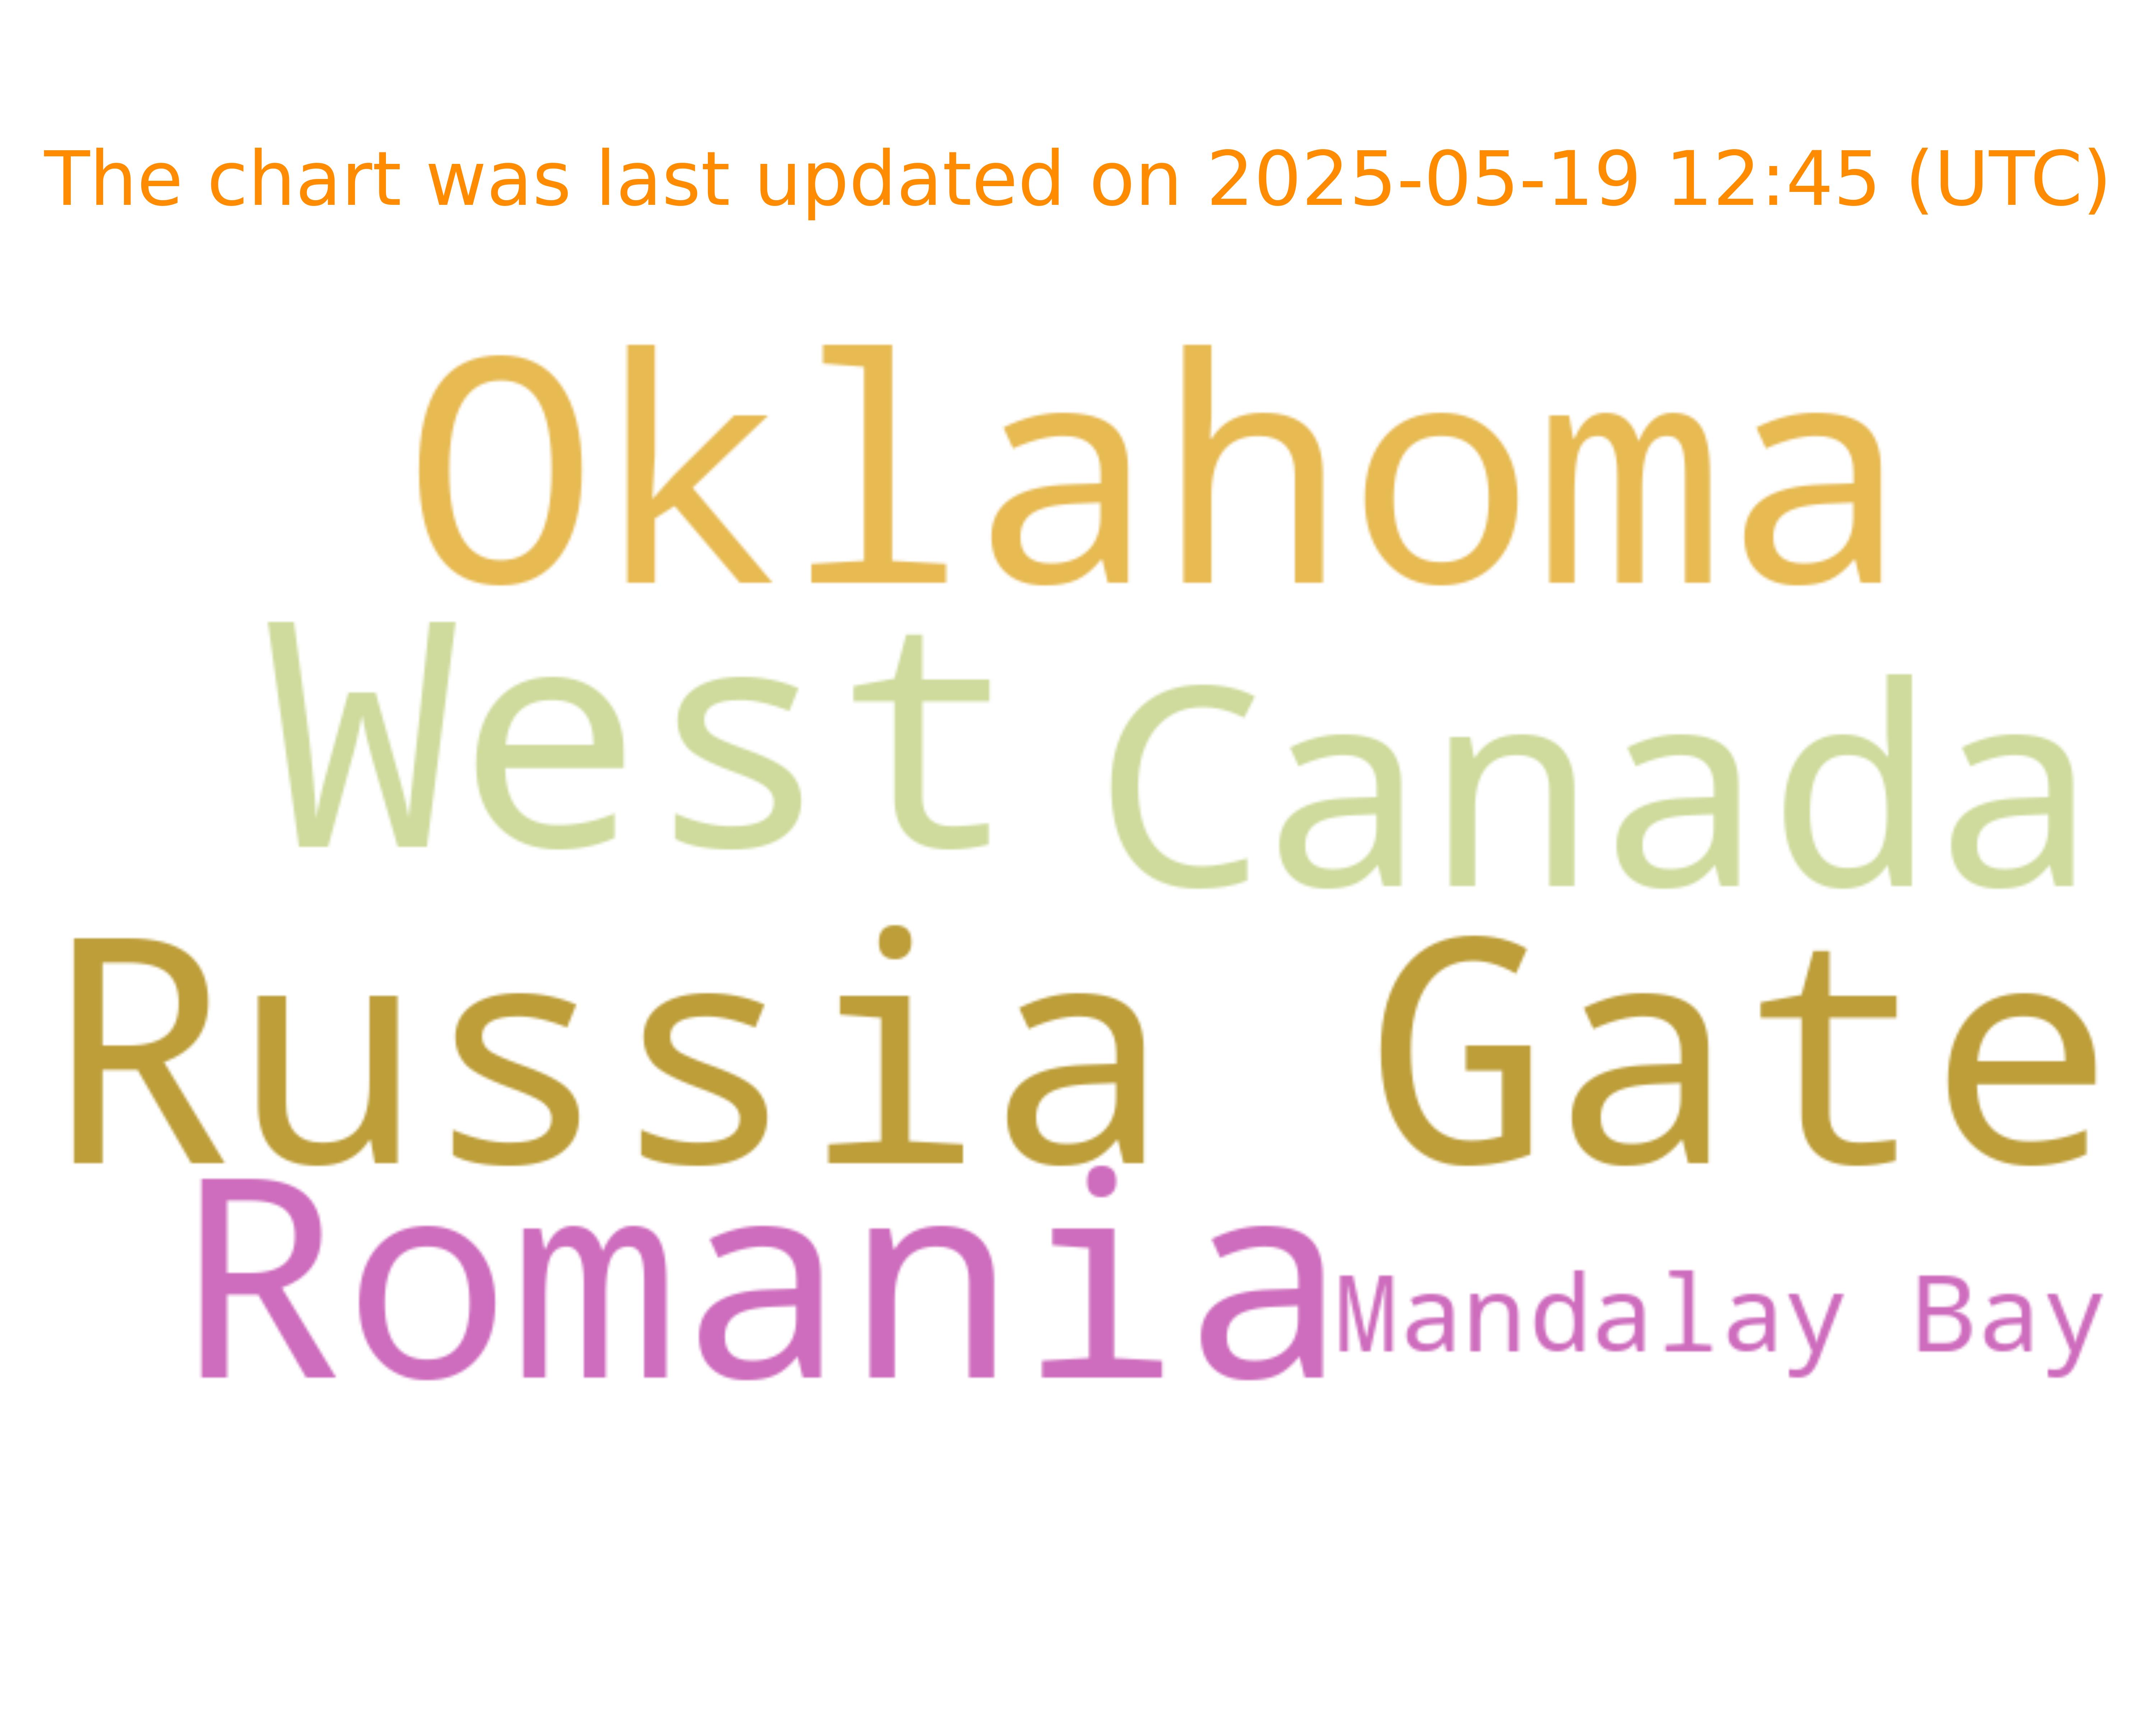 The chart was last updated on 2025-05-19 12:45 (UTC)
Oklahoma
West Canada
Russia Gate
Romania Mandalay Bay